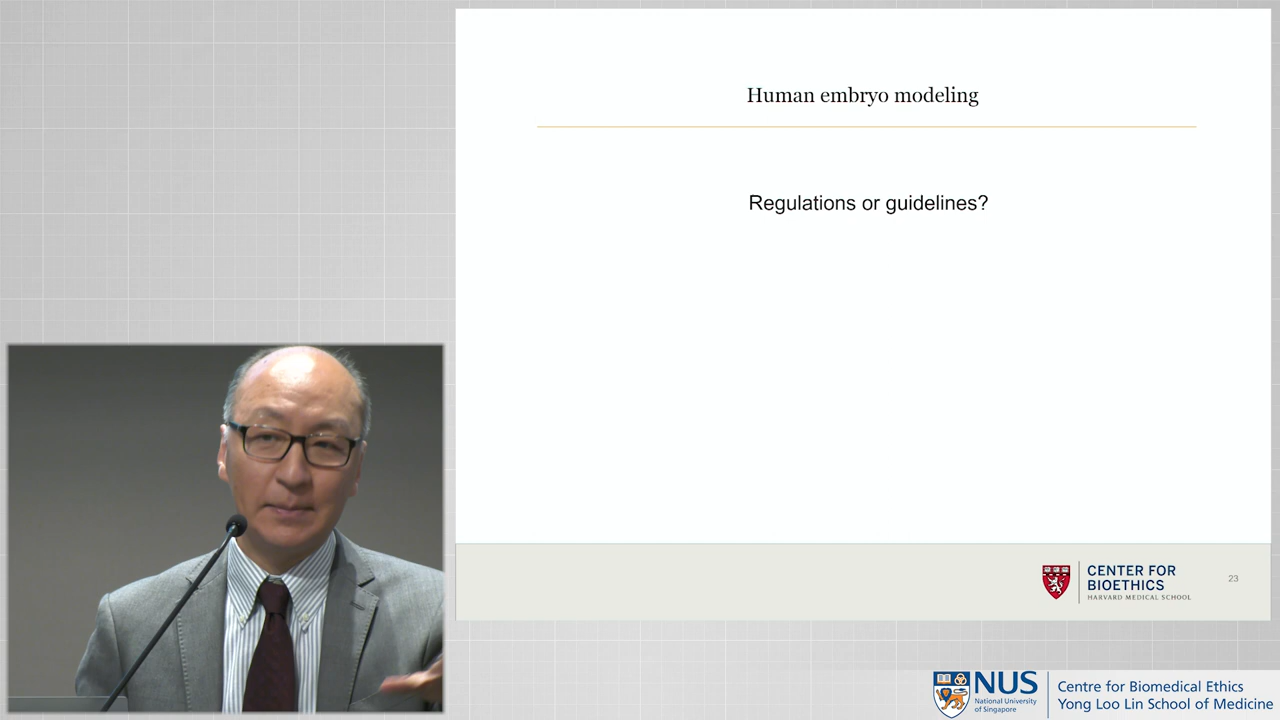 Human embryo modeling
Regulations or guidelines?
CENTER FOR
BIOETHICS
HARVARD MEDICAL SCHOOL
23
NUS
National University
of Singapore
Centre for Biomedical Ethics
Yong Loo Lin School of Medicine